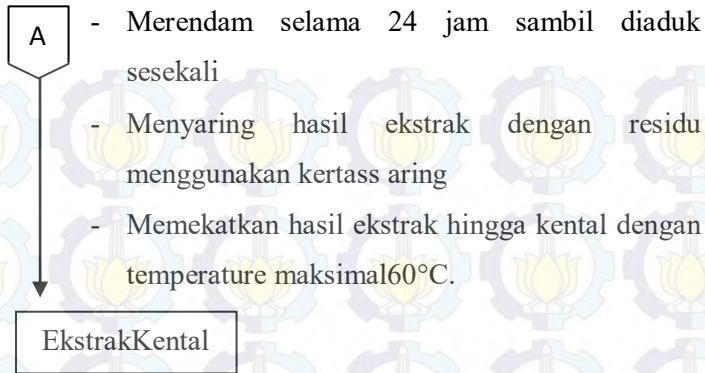 A
- Merendam selama 24 jam sambil diaduk
sesekali
- Menyaring hasil ekstrak dengan residu
menggunakan kertass aring
- Memekatkan hasil ekstrak hingga kental dengan
temperature maksimal60°C.
EkstrakKental